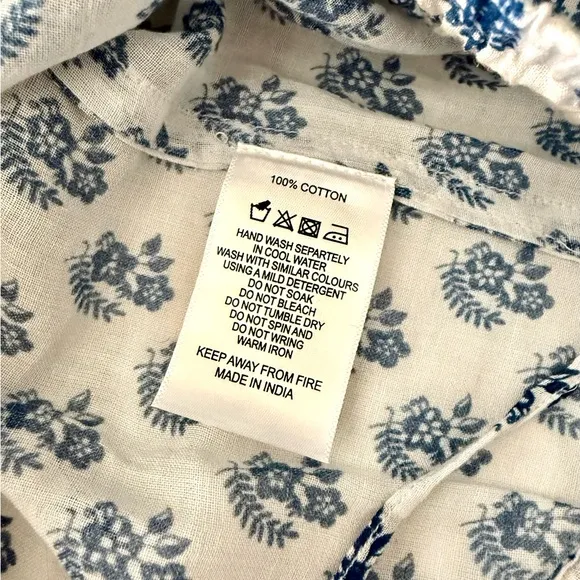 100% COTTON
HAND WASH SEPARTELY
IN COOL WATER
WASH WITH SIMILAR COLOURS
USING A MILD DETERGENT
DO NOT SOAK
DO NOT BLEACH
DO NOT TUMBLE DRY
DO NOT SPIN AND
DO NOT WRING
WARM IRON
KEEP AWAY FROM FIRE
MADE IN INDIA